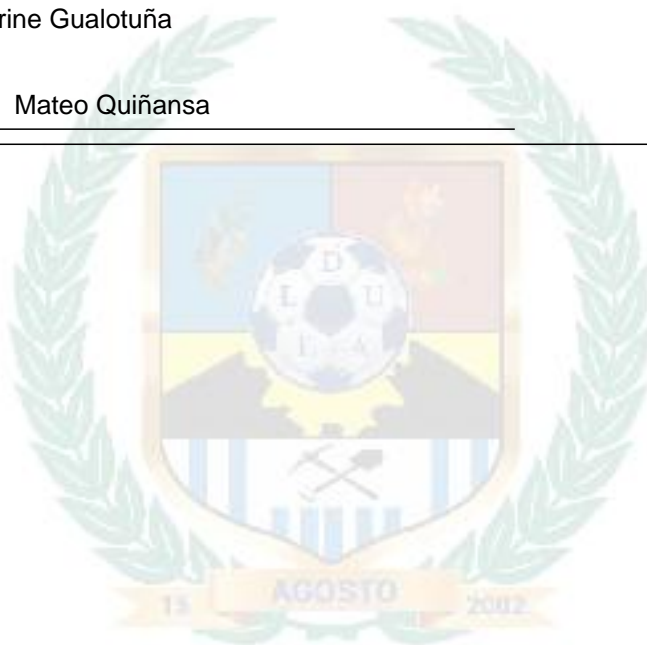 rine Gualotuña
Mateo Quiñansa
D
L U
E A
15 AGOSTO 2002